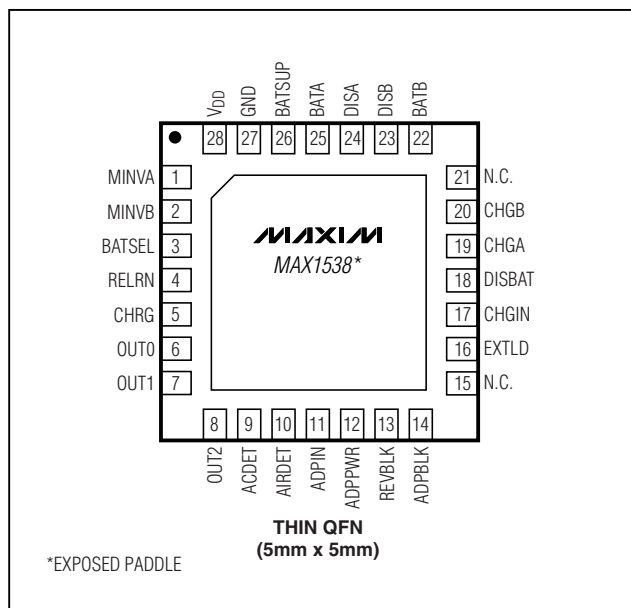 VDD
GND
BATSUP
BATA
DISA
DISB
BATB
28 27 26 25 24 23 22
MINVA 1
MINVB 2
BATSEL 3
RELRN 4
CHRG 5
OUT0 6
OUT1 7
MAXIM
MAX1538*
21 N.C.
20 CHGB
19 CHGA
18 DISBAT
17 CHGIN
16 EXTLD
15 N.C.
8 9 10 11 12 13 14
OUT2
ACDET
AIRDET
ADPIN
ADPPWR
REVBLK
ADPBLK
THIN QFN
(5mm x 5mm)
*EXPOSED PADDLE